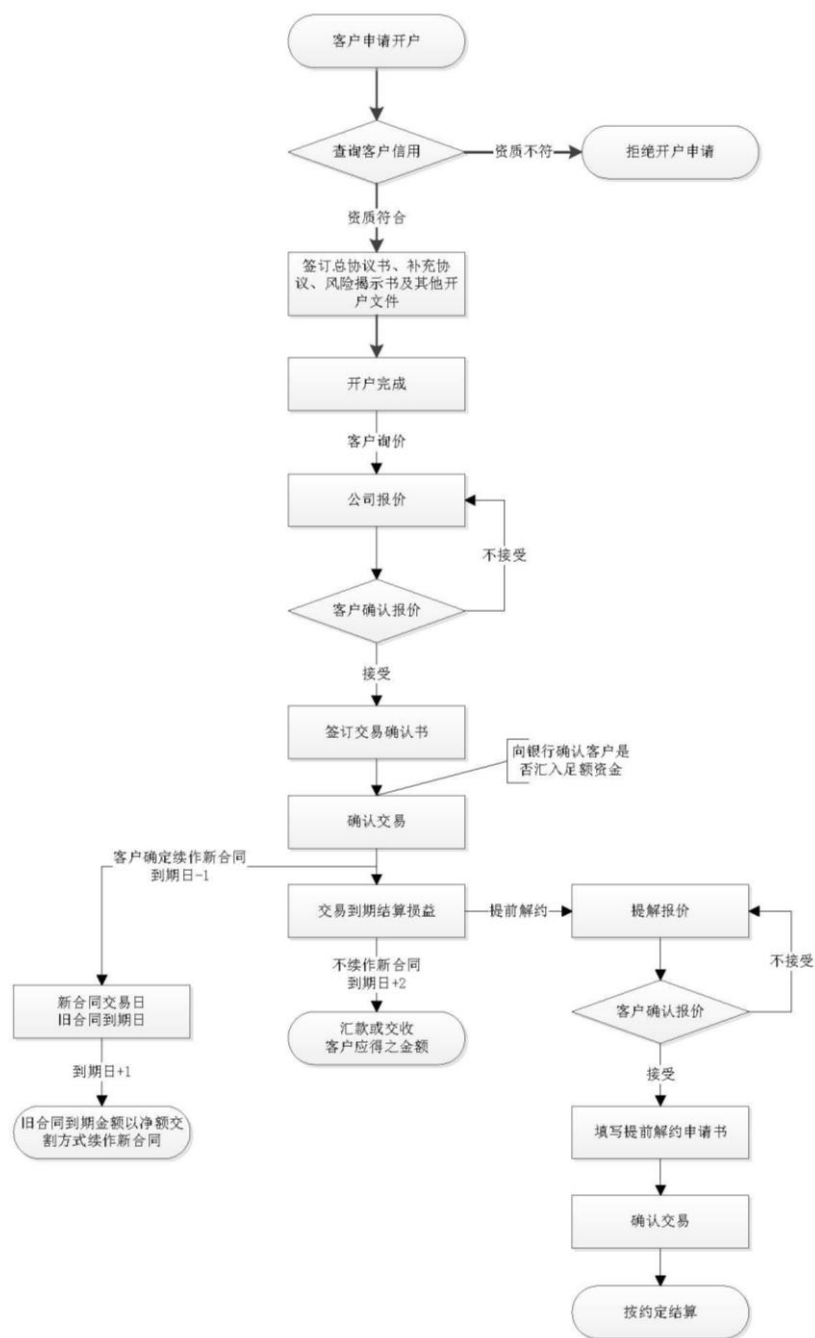 客户申请开户
查询客户信用
资质不符
拒绝开户申请
资质符合
签订总协议书、补充协
议、风险揭示书及其他开
户文件
开户完成
客户询价
公司报价
不接受
客户确认报价
接受
签订交易确认书
向银行确认客户是
否汇入足额资金
确认交易
客户确定续作新合同
到期日-1
交易到期结算损益
提前解约
提解报价
不接受
不续作新合同
到期日+2
新合同交易日
旧合同到期日
汇款或交收
客户应得之金额
客户确认报价
到期日+1
接受
旧合同到期金额以净额交
割方式续作新合同
填写提前解约申请书
确认交易
按约定结算